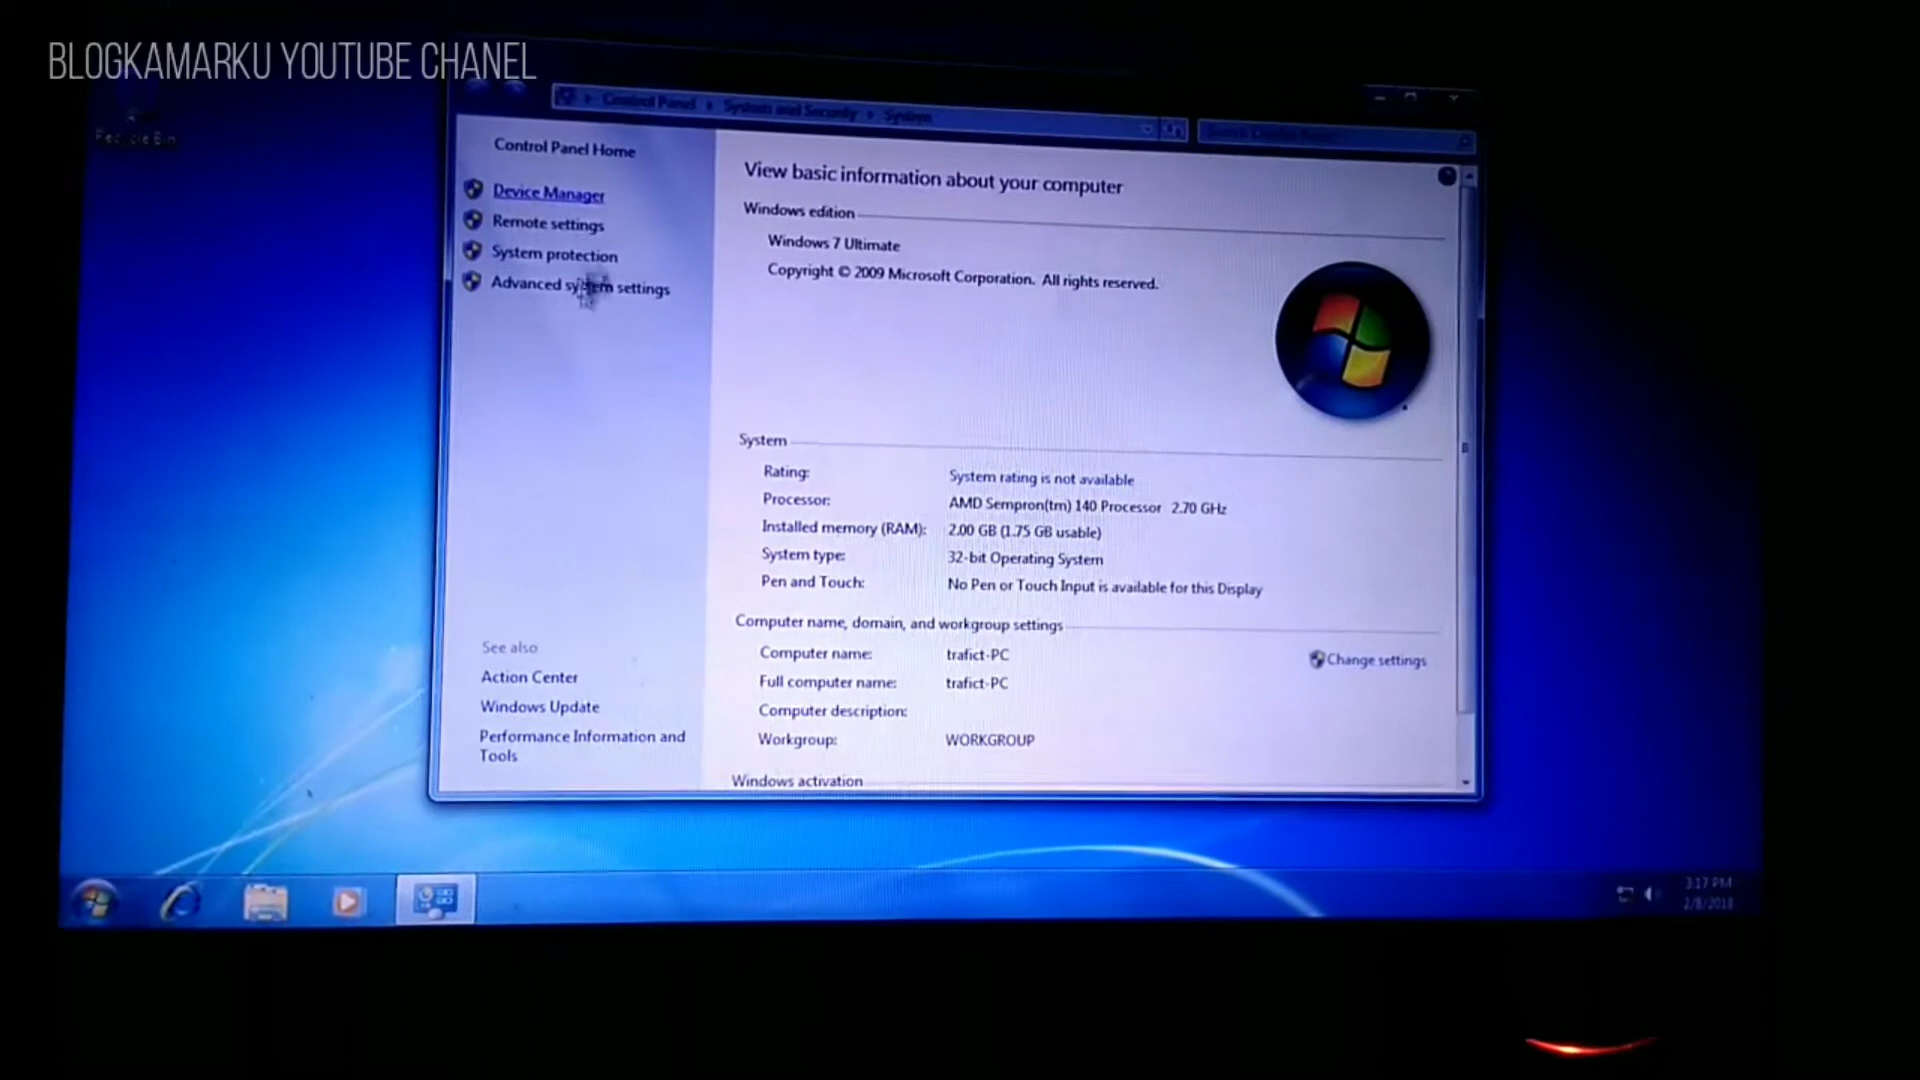 BLOGKAMARKU YOUTUBE CHANEL
Recycle Bin
Control Panel System and Security System
Control Panel Home
Device Manager
Remote settings
System protection
Advanced system settings
See also
Action Center
Windows Update
Performance Information and
Tools
View basic information about your computer
Windows edition
Windows 7 Ultimate
Copyright © 2009 Microsoft Corporation. All rights reserved.
System
Rating: System rating is not available
Processor: AMD Sempron(tm) 140 Processor 2.70 GHz
Installed memory (RAM): 2.00 GB (1.75 GB usable)
System type: 32-bit Operating System
Pen and Touch: No Pen or Touch Input is available for this Display
Computer name, domain, and workgroup settings
Computer name: trafict-PC
Change settings
Full computer name: trafict-PC
Computer description:
Workgroup: WORKGROUP
Windows activation
3:17 PM
2/8/2018